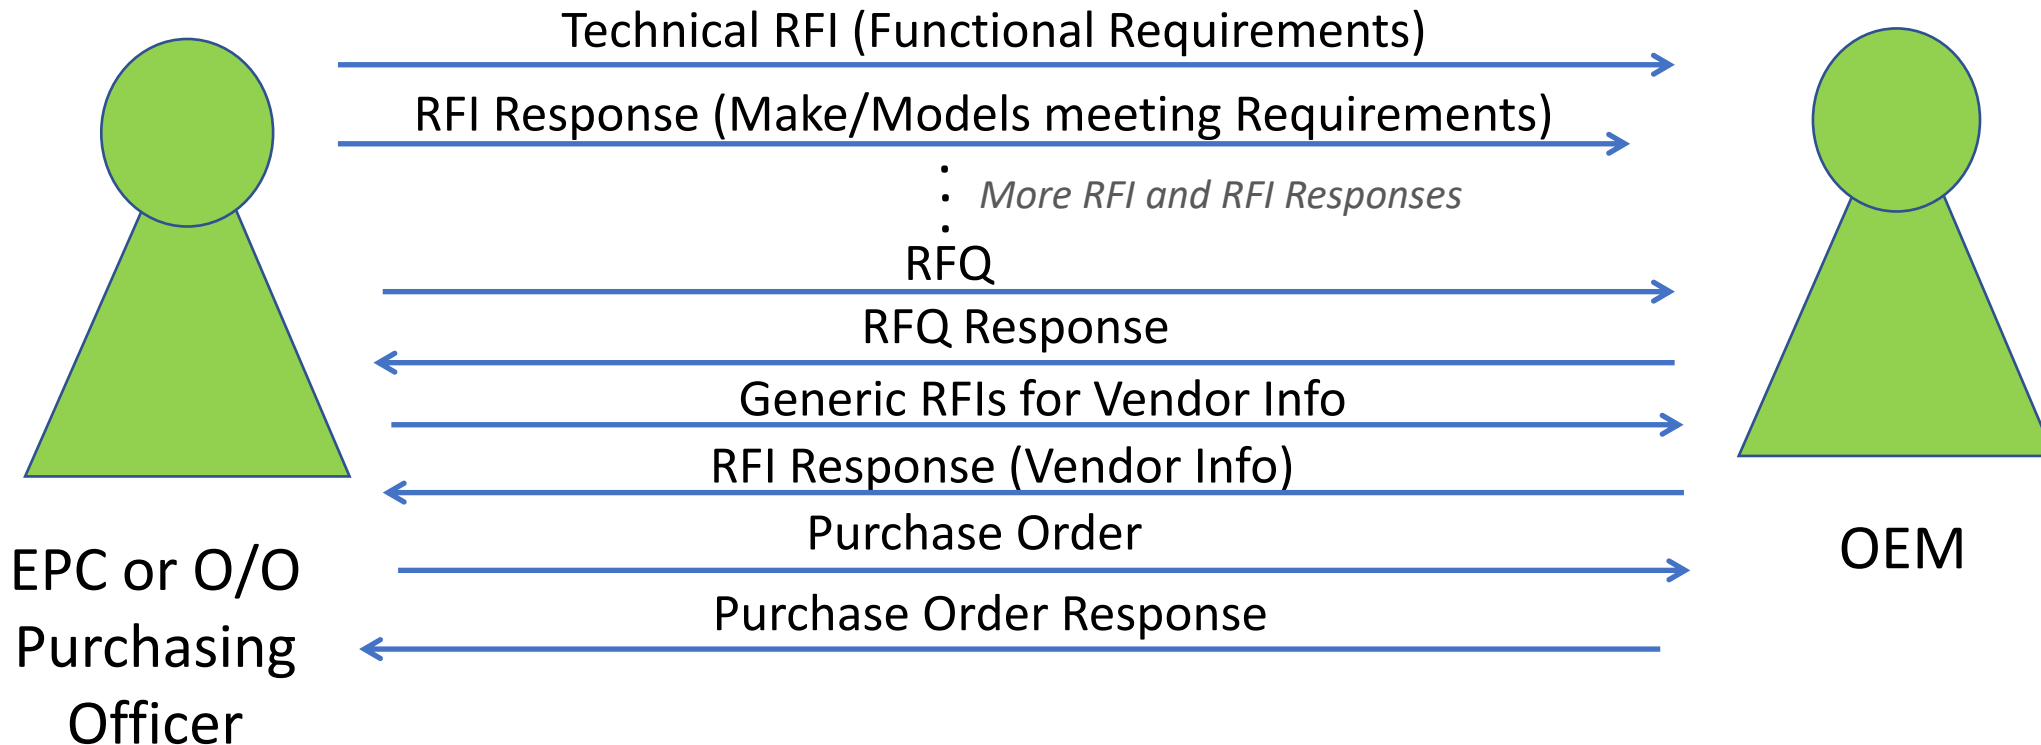 Technical RFI (Functional Requirements)
RFI Response (Make/Models meeting Requirements)
More RFI and RFI Responses
RFQ
RFQ Response
Generic RFIs for Vendor Info
RFI Response (Vendor Info)
Purchase Order
Purchase Order Response
EPC or O/O
Purchasing
Officer
OEM